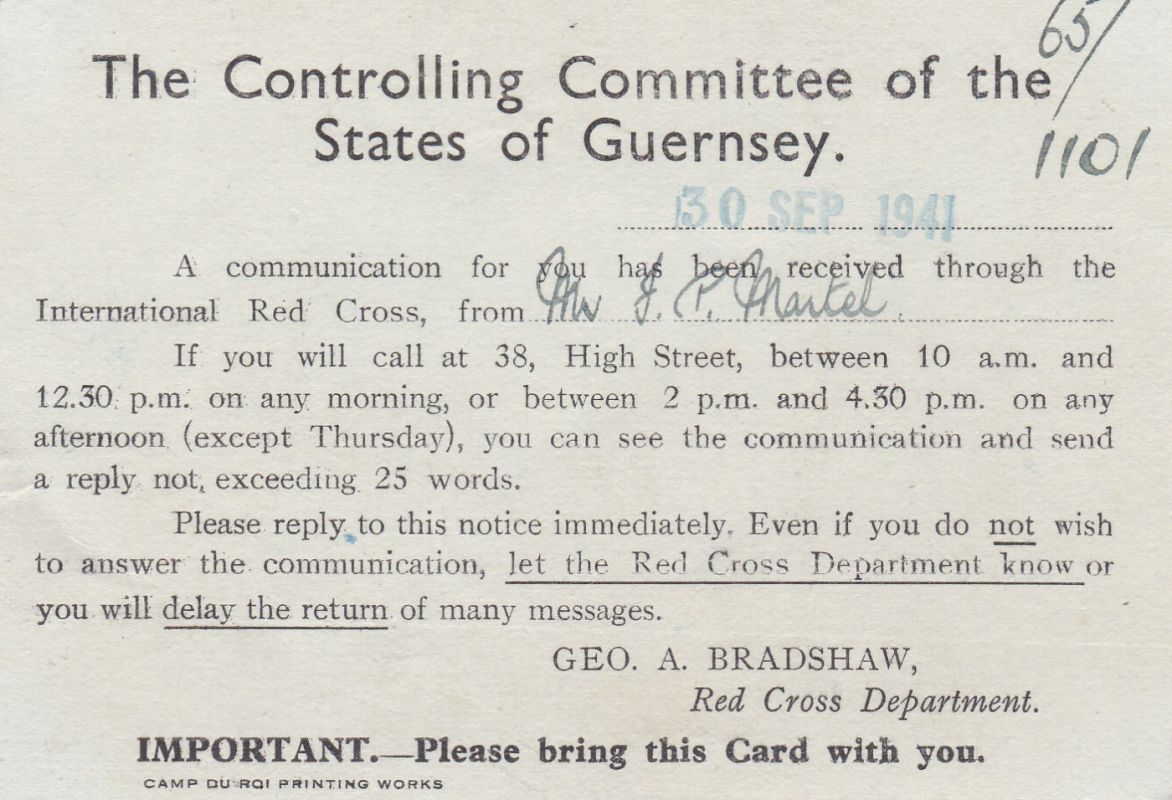 65/
1101
The Controlling Committee of the
States of Guernsey.
30 SEP 1941
A communication for you has been received through the
International Red Cross, from Mr J. P. Martel.
If you will call at 38, High Street, between 10 a.m. and
12.30 p.m. on any morning, or between 2 p.m. and 4.30 p.m. on any
afternoon (except Thursday), you can see the communication and send
a reply not exceeding 25 words.
Please reply to this notice immediately. Even if you do not wish
to answer the communication, let the Red Cross Department know or
you will delay the return of many messages.
GEO. A. BRADSHAW,
Red Cross Department.
IMPORTANT.—Please bring this Card with you.
CAMP DU ROI PRINTING WORKS